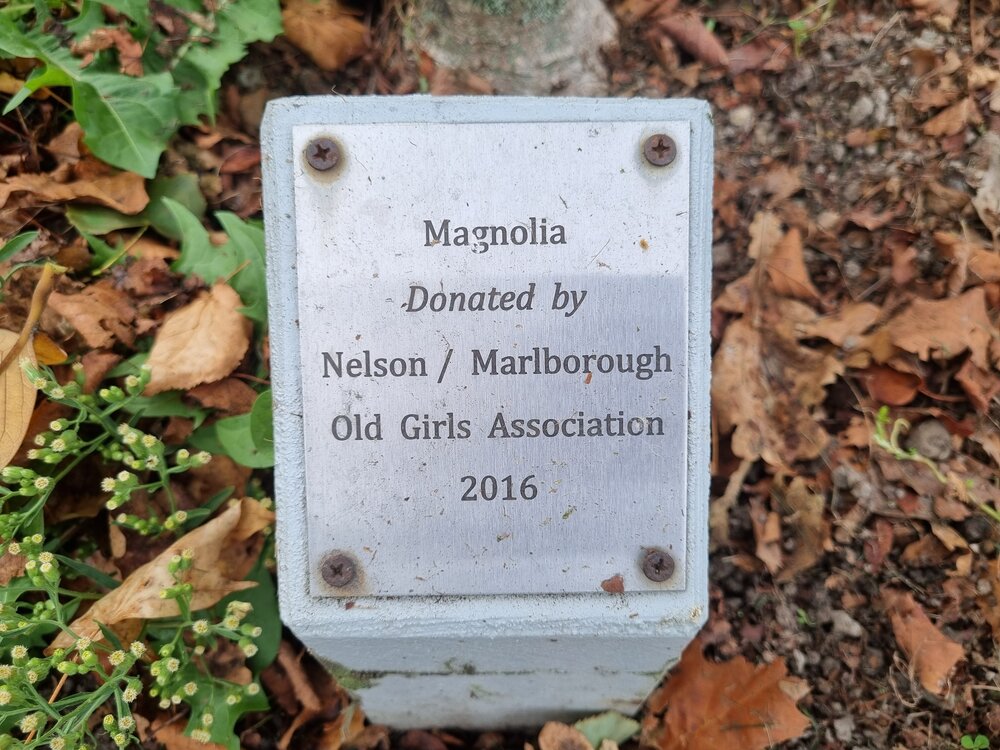 Magnolia
Donated by
Nelson / Marlborough
Old Girls Association
2016